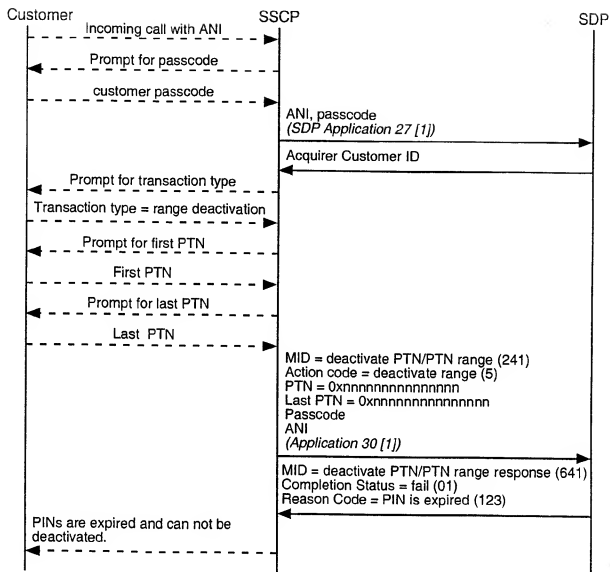 Customer
SSCP
SDP
Incoming call with ANI
Prompt for passcode
customer passcode
ANI, passcode
(SDP Application 27 [1])
Acquirer Customer ID
Prompt for transaction type
Transaction type = range deactivation
Prompt for first PTN
First PTN
Prompt for last PTN
Last PTN
MID = deactivate PTN/PTN range (241)
Action code = deactivate range (5)
PTN = 0xnnnnnnnnnnnnnnn
Last PTN = 0xnnnnnnnnnnnnnnn
Passcode
ANI
(Application 30 [1])
MID = deactivate PTN/PTN range response (641)
Completion Status = fail (01)
Reason Code = PIN is expired (123)
PINs are expired and can not be
deactivated.